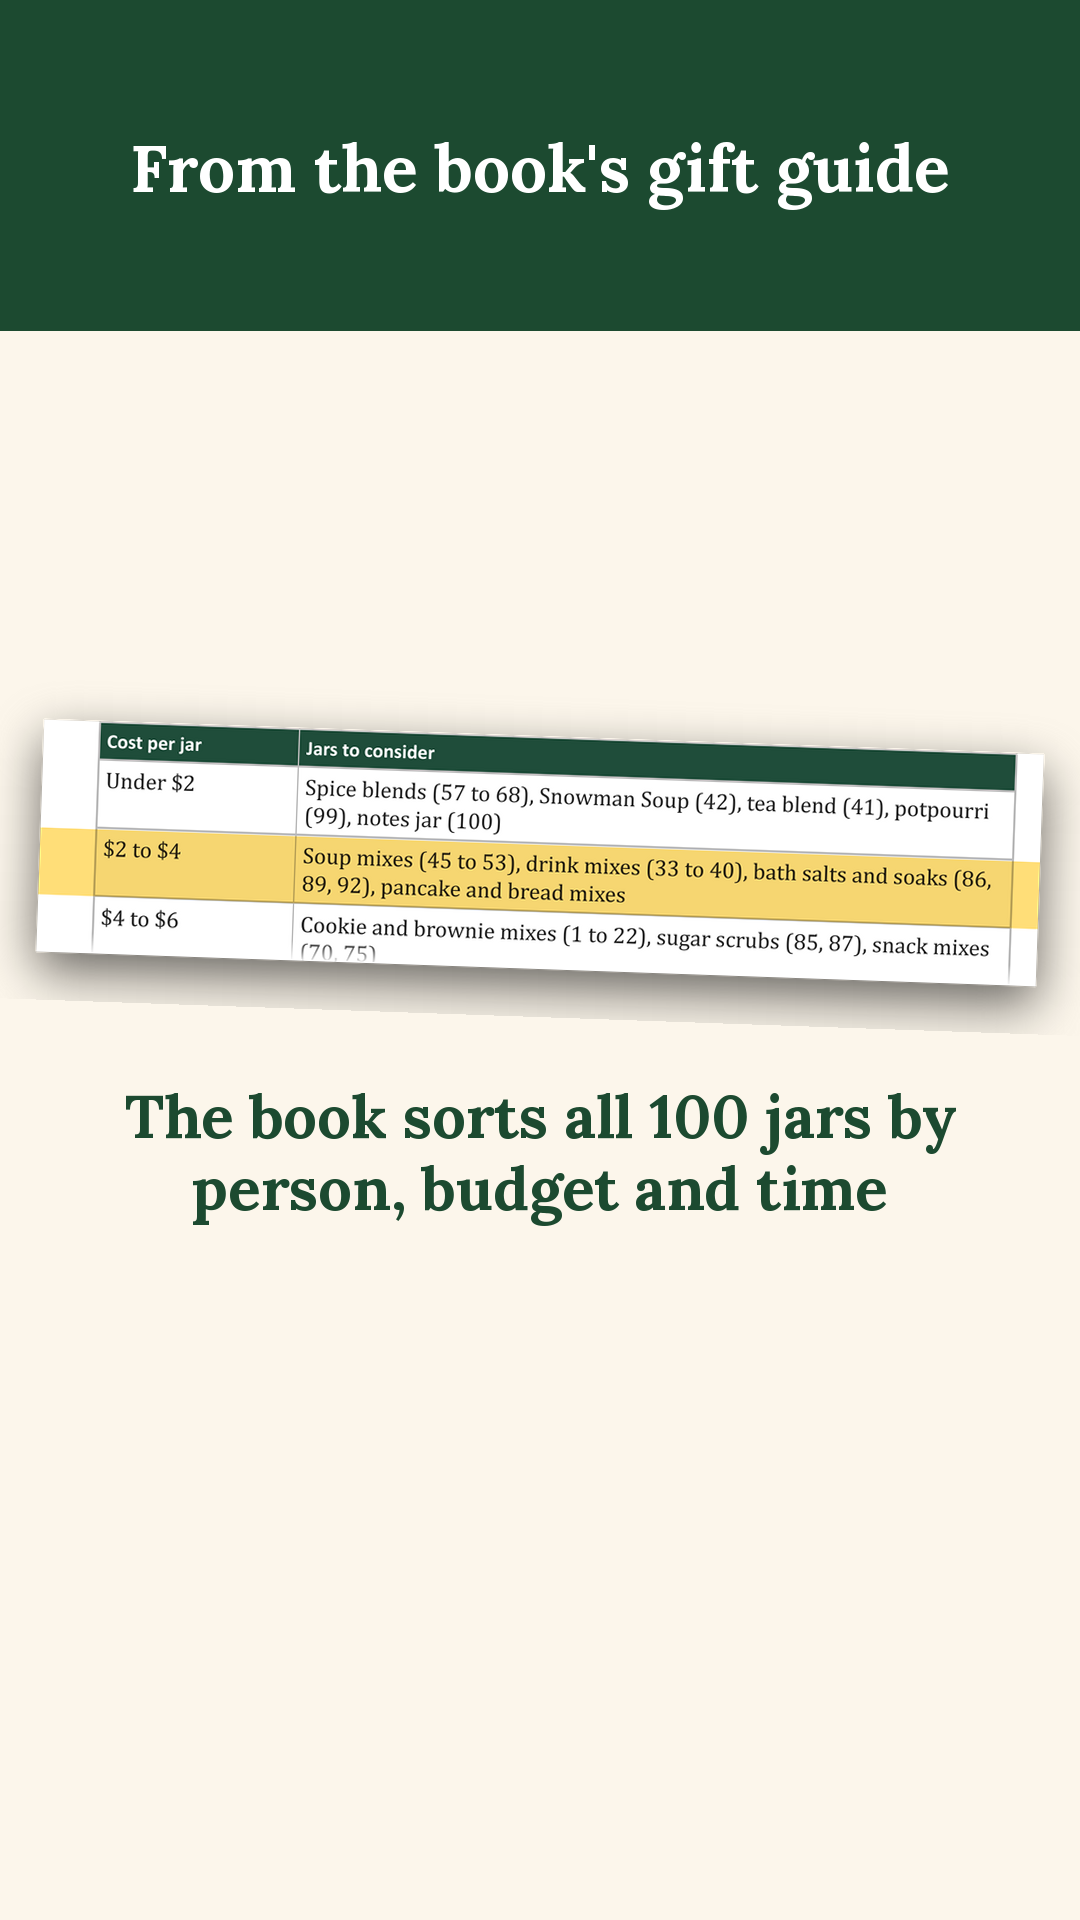 From the book's gift guide
Cost per jar
Jars to consider
Under $2
Spice blends (57 to 68), Snowman Soup (42), tea blend (41), potpourri
(99), notes jar (100)
$2 to $4
Soup mixes (45 to 53), drink mixes (33 to 40), bath salts and soaks (86,
89, 92), pancake and bread mixes
$4 to $6
Cookie and brownie mixes (1 to 22), sugar scrubs (85, 87), snack mixes
(70, 75)
The book sorts all 100 jars by
person, budget and time